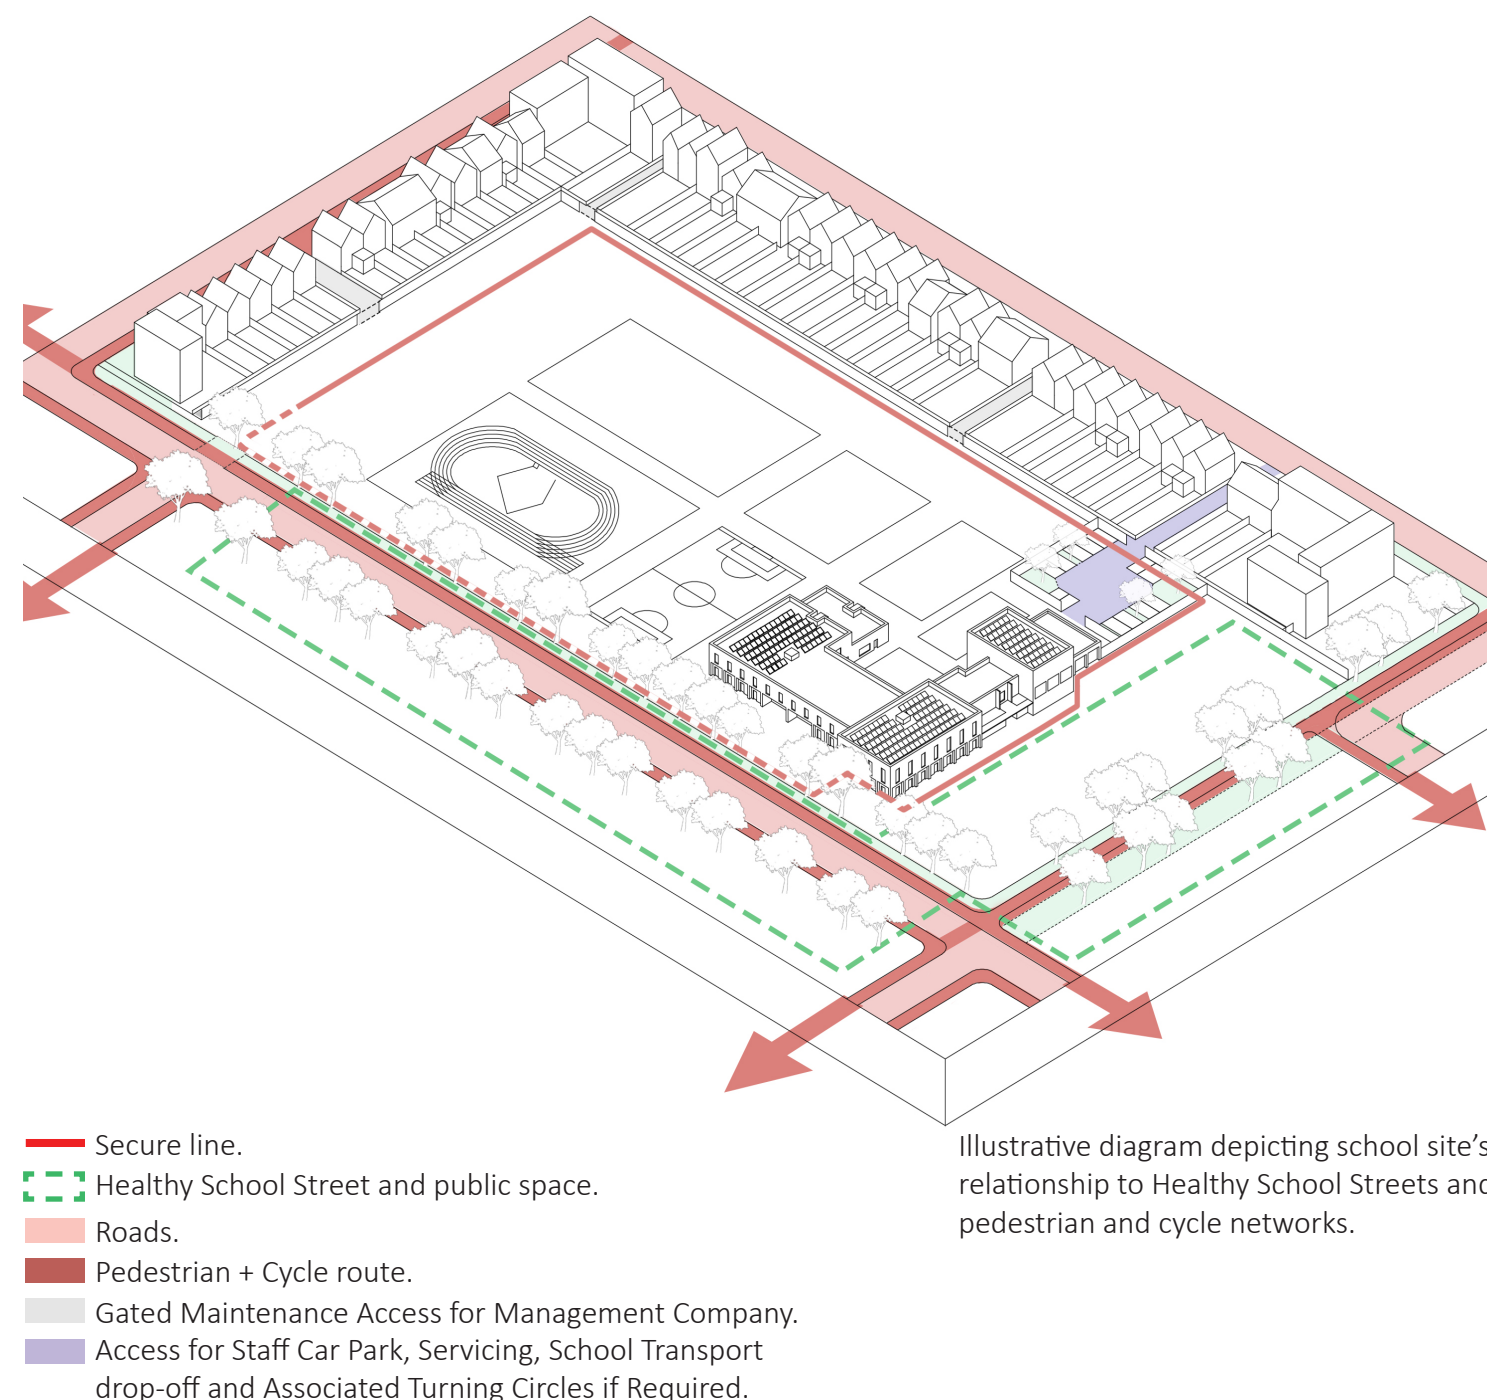 Secure line.
Healthy School Street and public space.
Roads.
Pedestrian + Cycle route.
Gated Maintenance Access for Management Company.
Access for Staff Car Park, Servicing, School Transport
drop-off and Associated Turning Circles if Required.
Illustrative diagram depicting school site’s
relationship to Healthy School Streets and
pedestrian and cycle networks.